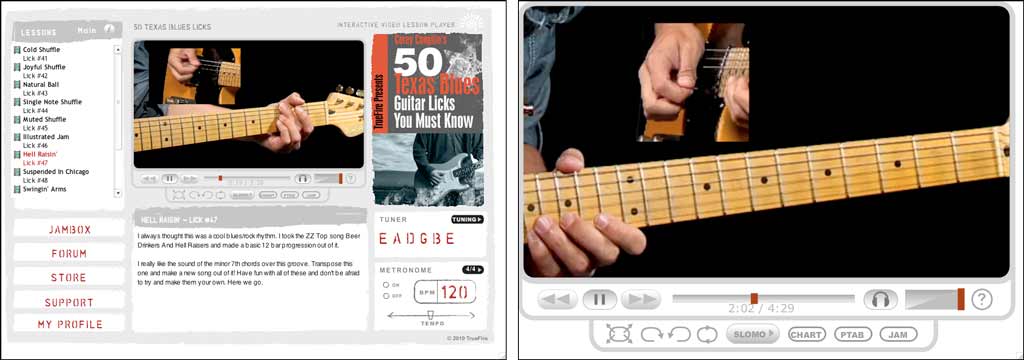 LESSONS Main
Cold Shuffle
Lick #41
Joyful Shuffle
Lick #42
Natural Ball
Lick #43
Single Note Shuffle
Lick #44
Muted Shuffle
Lick #45
Illustrated Jam
Lick #46
Hell Raisin'
Lick #47
Suspended in Chicago
Lick #48
Swingin' Arms
JAMBOX
FORUM
STORE
SUPPORT
MY PROFILE
50 TEXAS BLUES LICKS
INTERACTIVE VIDEO LESSON PLAYER
SLOMO CHART PTAB JAM
HELL RAISIN' - LICK #47
I always thought this was a cool blues/rock rhythm. I took the ZZ Top song Beer
Drinkers And Hell Raisers and made a basic 12 bar progression out of it.
I really like the sound of the minor 7th chords over this groove. Transpose this
one and make a new song out of it! Have fun with all of these and don't be afraid
to try and make them your own. Here we go.
TrueFire Presents
Corey Congilio's
50
Texas Blues
Guitar Licks
You Must Know
TUNER TUNING
E A D G B E
METRONOME 4/4
ON
OFF
BPM 120
TEMPO
© 2010 TrueFire
2:02 / 4:29
?
SLOMO CHART PTAB JAM